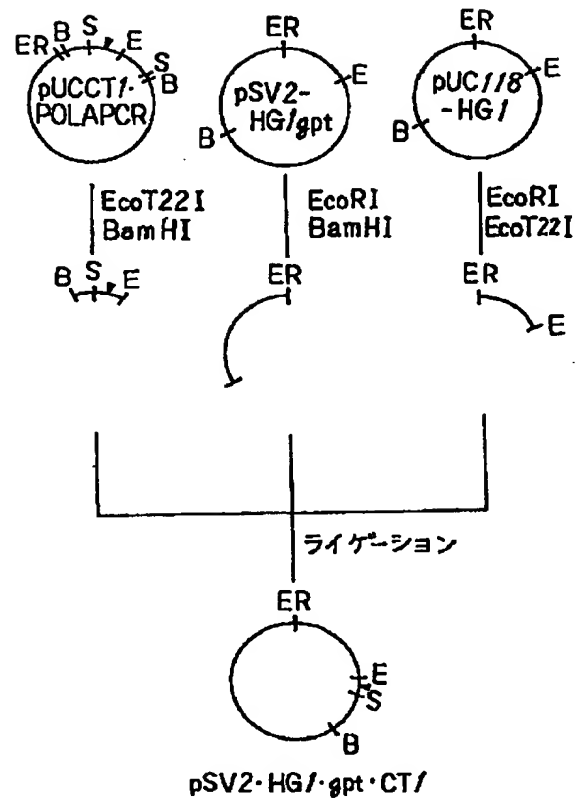 ER B S E S B
pUCCT1-
POLAPCR
ER
E
B
pSV2-
HG1gpt
ER
E
B
pUC118
-HG1
EcoT22I
BamHI
EcoRI
BamHI
EcoRI
EcoT22I
B S E
ER
ER
E
ライゲーション
ER
E
S
B
pSV2・HG1・gpt・CT1